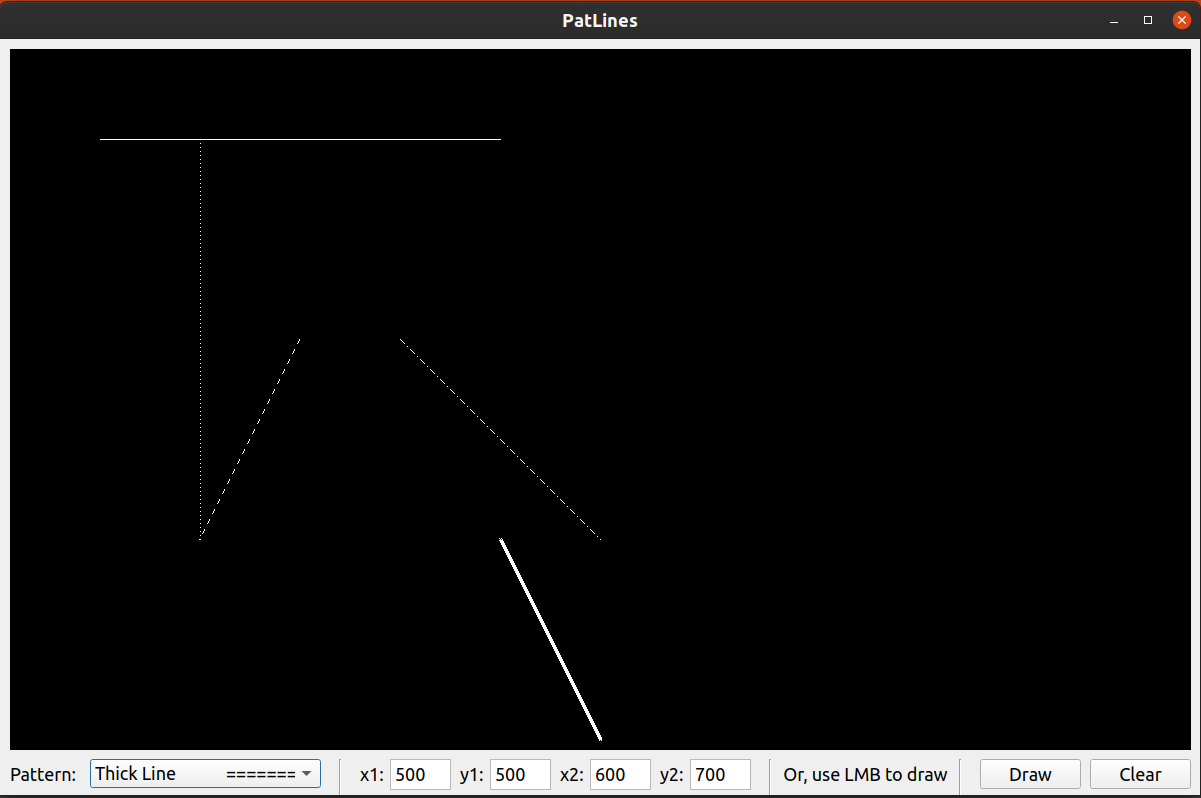 PatLines
Pattern: Thick Line ======= x1: 500 y1: 500 x2: 600 y2: 700 Or, use LMB to draw Draw Clear